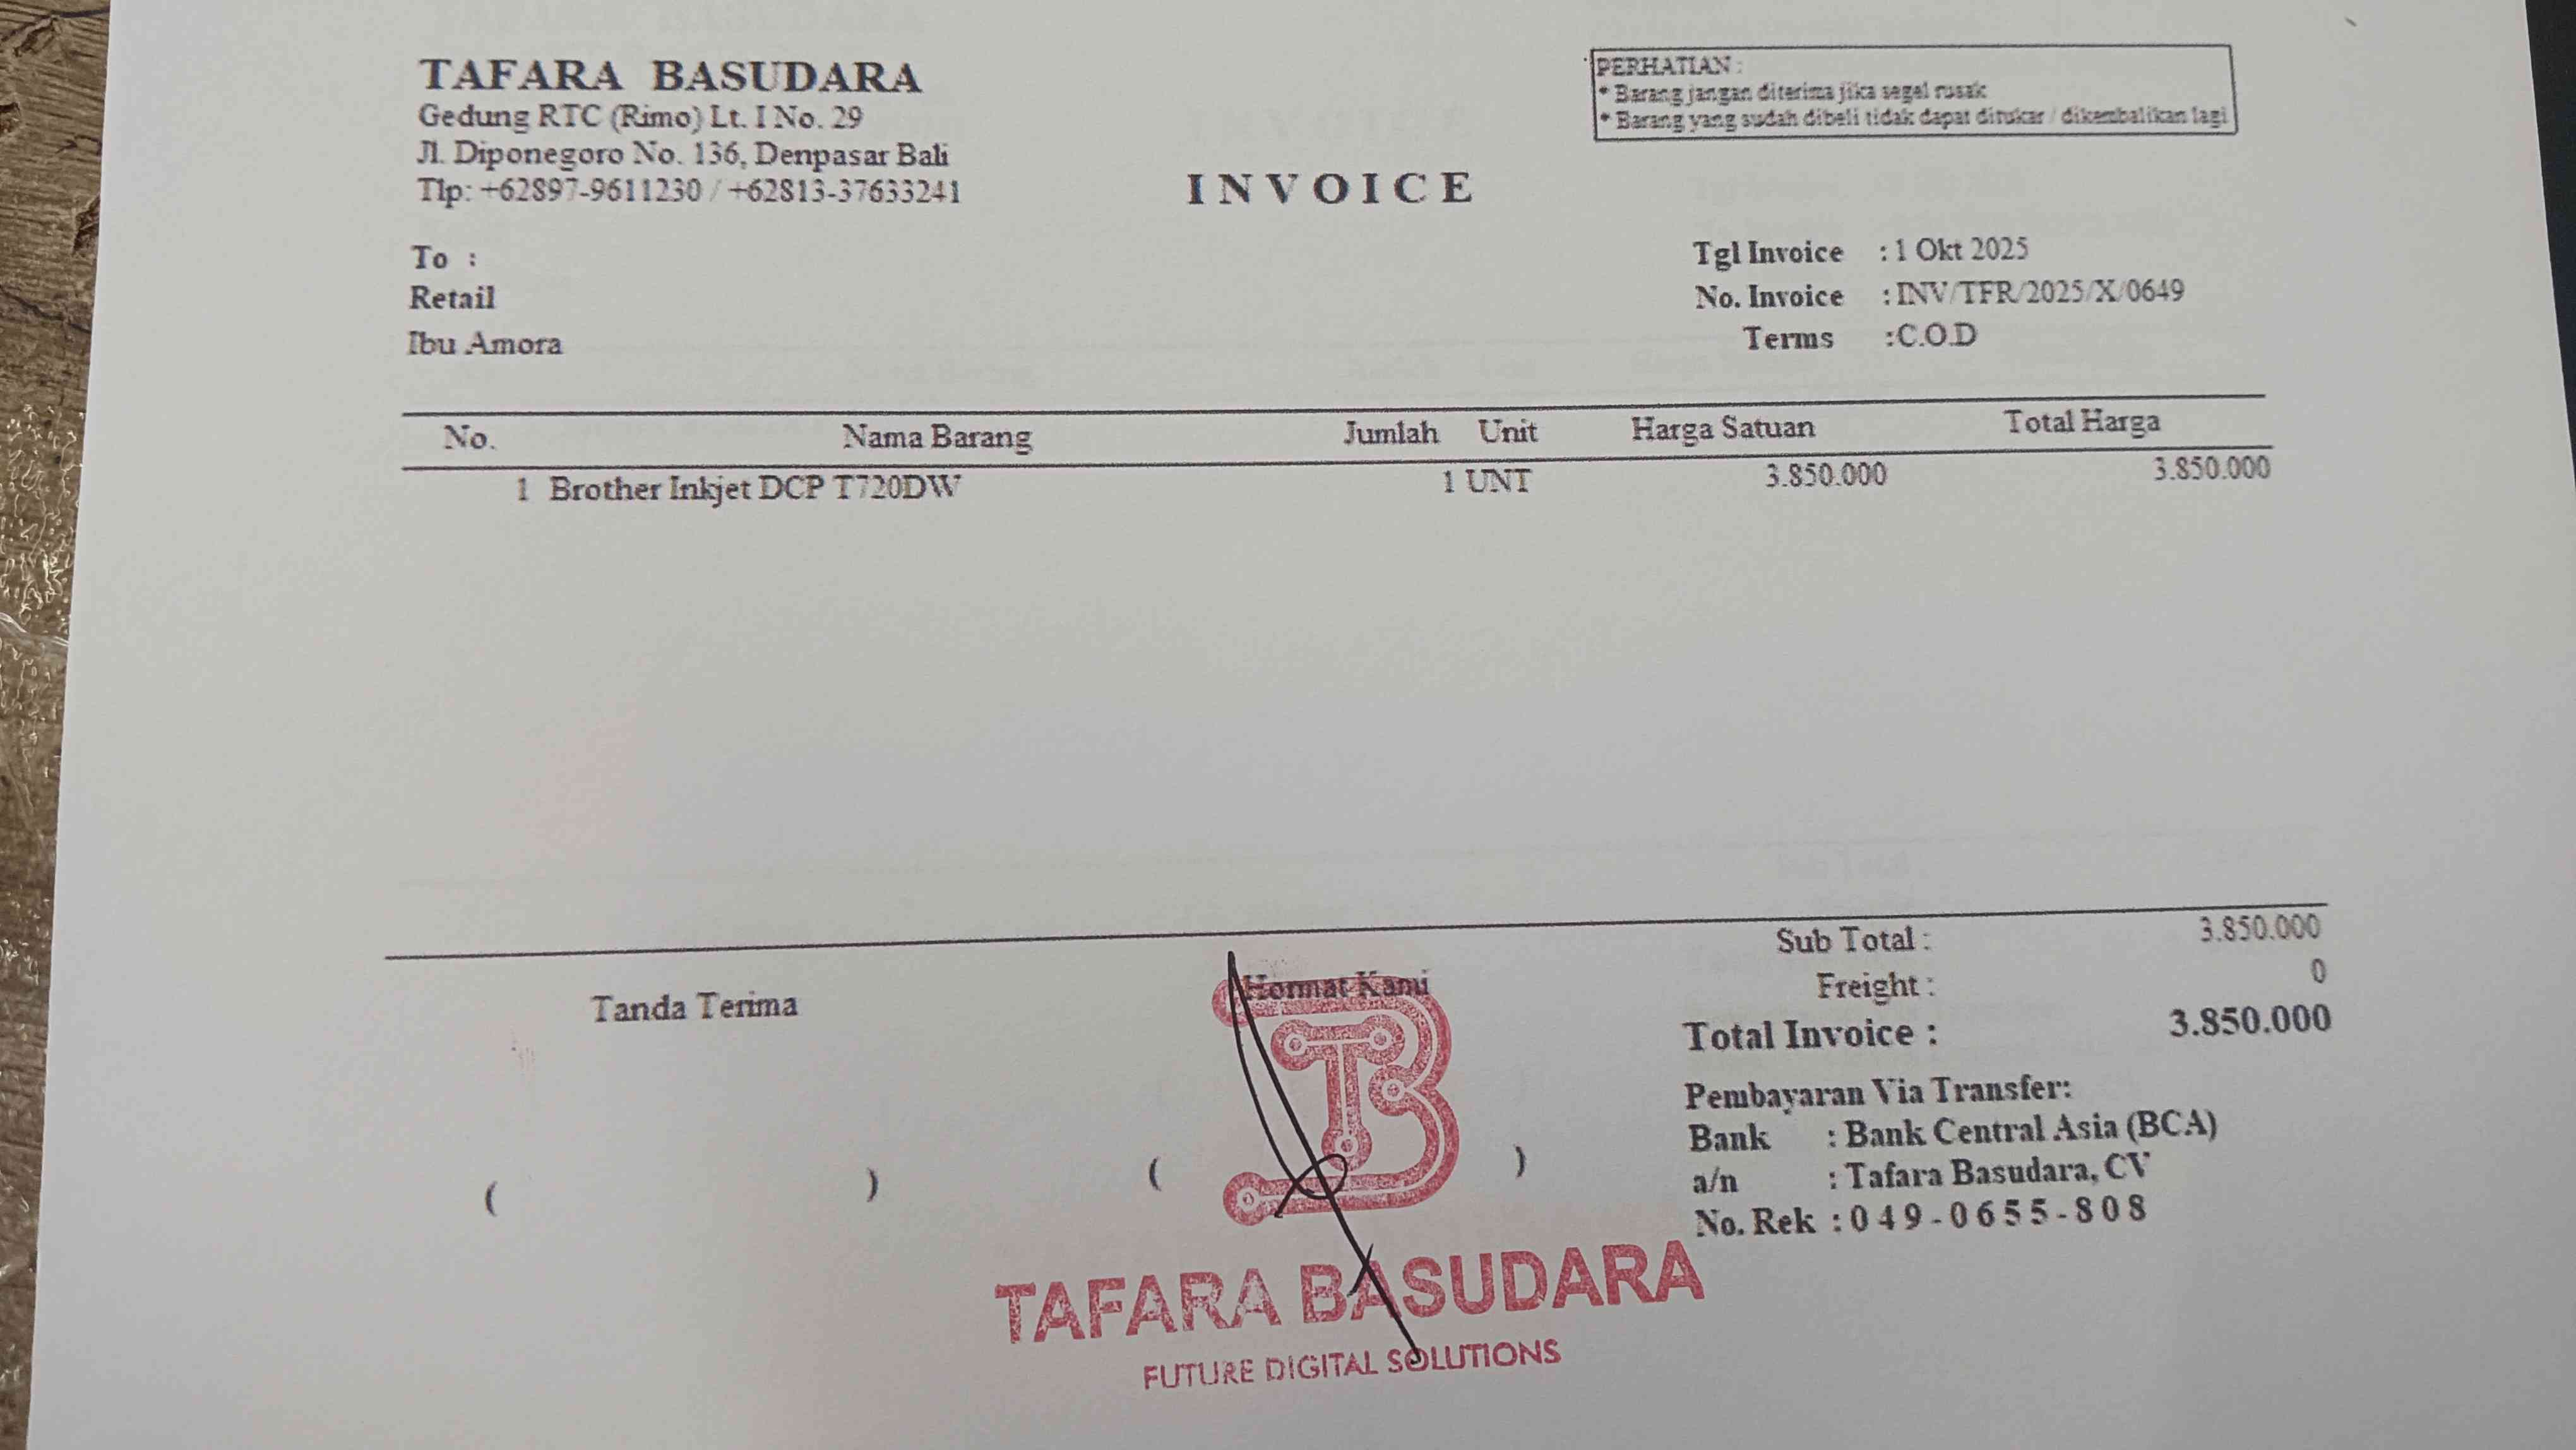 TAFARA BASUDARA
Gedung RTC (Rimo) Lt. I No. 29
Jl. Diponegoro No. 136, Denpasar Bali
Tlp: +62897-9611230 / +62813-37633241
PERHATIAN :
* Barang jangan diterima jika segel rusak
* Barang yang sudah dibeli tidak dapat ditukar / dikembalikan lagi
INVOICE
To :
Retail
Ibu Amora
Tgl Invoice : 1 Okt 2025
No. Invoice : INV/TFR/2025/X/0649
Terms : C.O.D
No. Nama Barang Jumlah Unit Harga Satuan Total Harga
1 Brother Inkjet DCP T720DW 1 UNT 3.850.000 3.850.000
Sub Total : 3.850.000
Freight : 0
Total Invoice : 3.850.000
Tanda Terima
Hormat Kami
( )
( )
Pembayaran Via Transfer:
Bank : Bank Central Asia (BCA)
a/n : Tafara Basudara, CV
No. Rek : 049-0655-808
TB
TAFARA BASUDARA
FUTURE DIGITAL SOLUTIONS